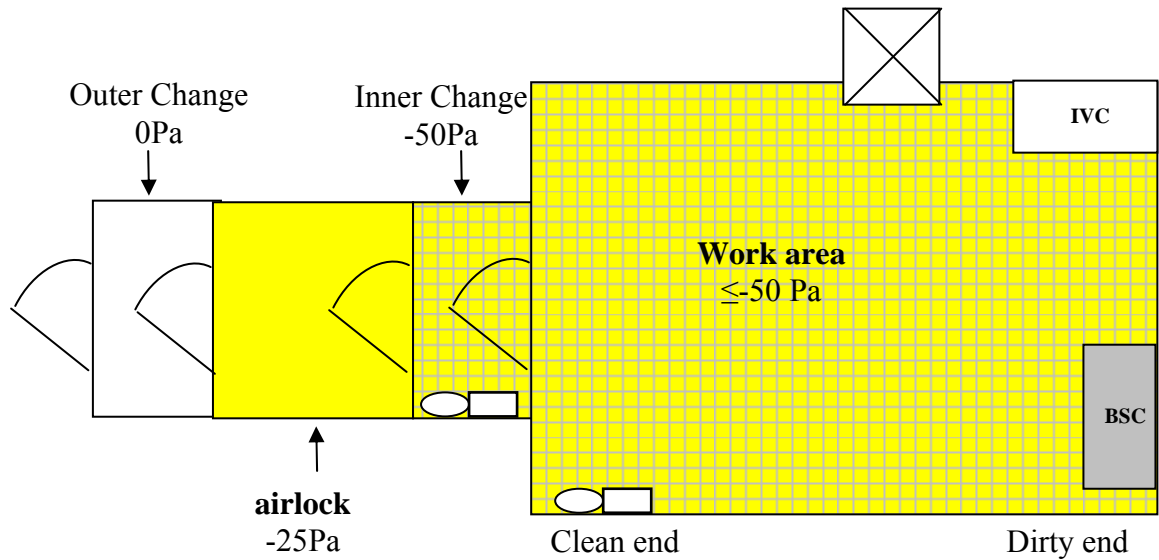 Outer Change
0Pa
Inner Change
-50Pa
IVC
Work area
≤-50 Pa
BSC
airlock
-25Pa
Clean end
Dirty end